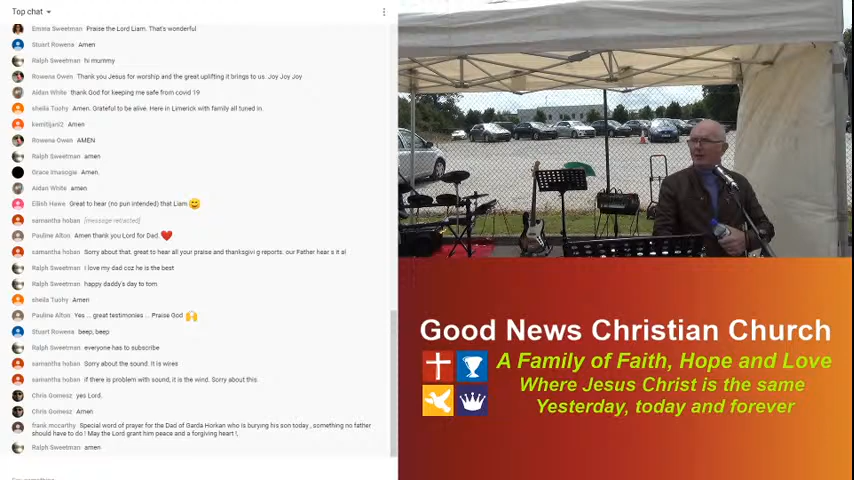 Top chat
Emma Sweetman Praise the Lord Liam. That's wonderful
Stuart Rowena Amen
Ralph Sweetman hi mummy
Rowena Owen Thank you Jesus for worship and the great uplifting it brings to us. Joy Joy Joy
Aidan White thank God for keeping me safe from covid 19
sheila Tuohy Amen. Grateful to be alive. Here in Limerick with family all tuned in.
kemitijani2 Amen
Rowena Owen AMEN
Ralph Sweetman amen
Grace Imasogie Amen.
Aidan White amen
Eilish Hawe Great to hear (no pun intended) that Liam
samantha hoban [message retracted]
Pauline Alton Amen thank you Lord for Dad.
samantha hoban Sorry about that. great to hear all your praise and thanksgivi g reports. our Father hear s it al
Ralph Sweetman I love my dad coz he is the best
Ralph Sweetman happy daddy's day to tom
sheila Tuohy Amen
Pauline Alton Yes ... great testimonies ... Praise God
Stuart Rowena beep, beep
Ralph Sweetman everyone has to subscribe
samantha hoban Sorry about the sound. It is wires
samantha hoban if there is problem with sound, it is the wind. Sorry about this.
Chris Gomesz yes Lord.
Chris Gomesz Amen
frank mccarthy Special word of prayer for the Dad of Garda Horkan who is burying his son today , something no father
should have to do ! May the Lord grant him peace and a forgiving heart !,
Ralph Sweetman amen
Good News Christian Church
A Family of Faith, Hope and Love
Where Jesus Christ is the same
Yesterday, today and forever